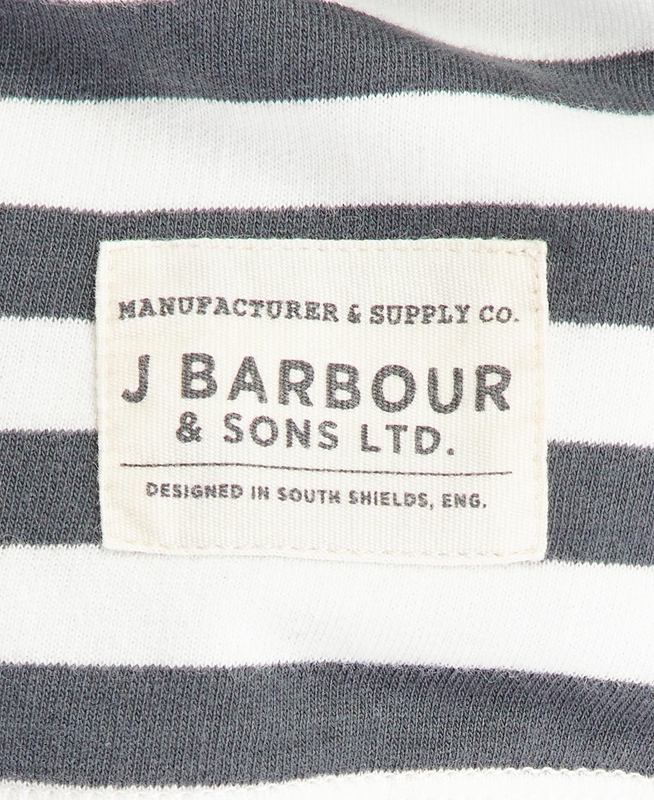 MANUFACTURER & SUPPLY CO.
J BARBOUR
& SONS LTD.
DESIGNED IN SOUTH SHIELDS, ENG.